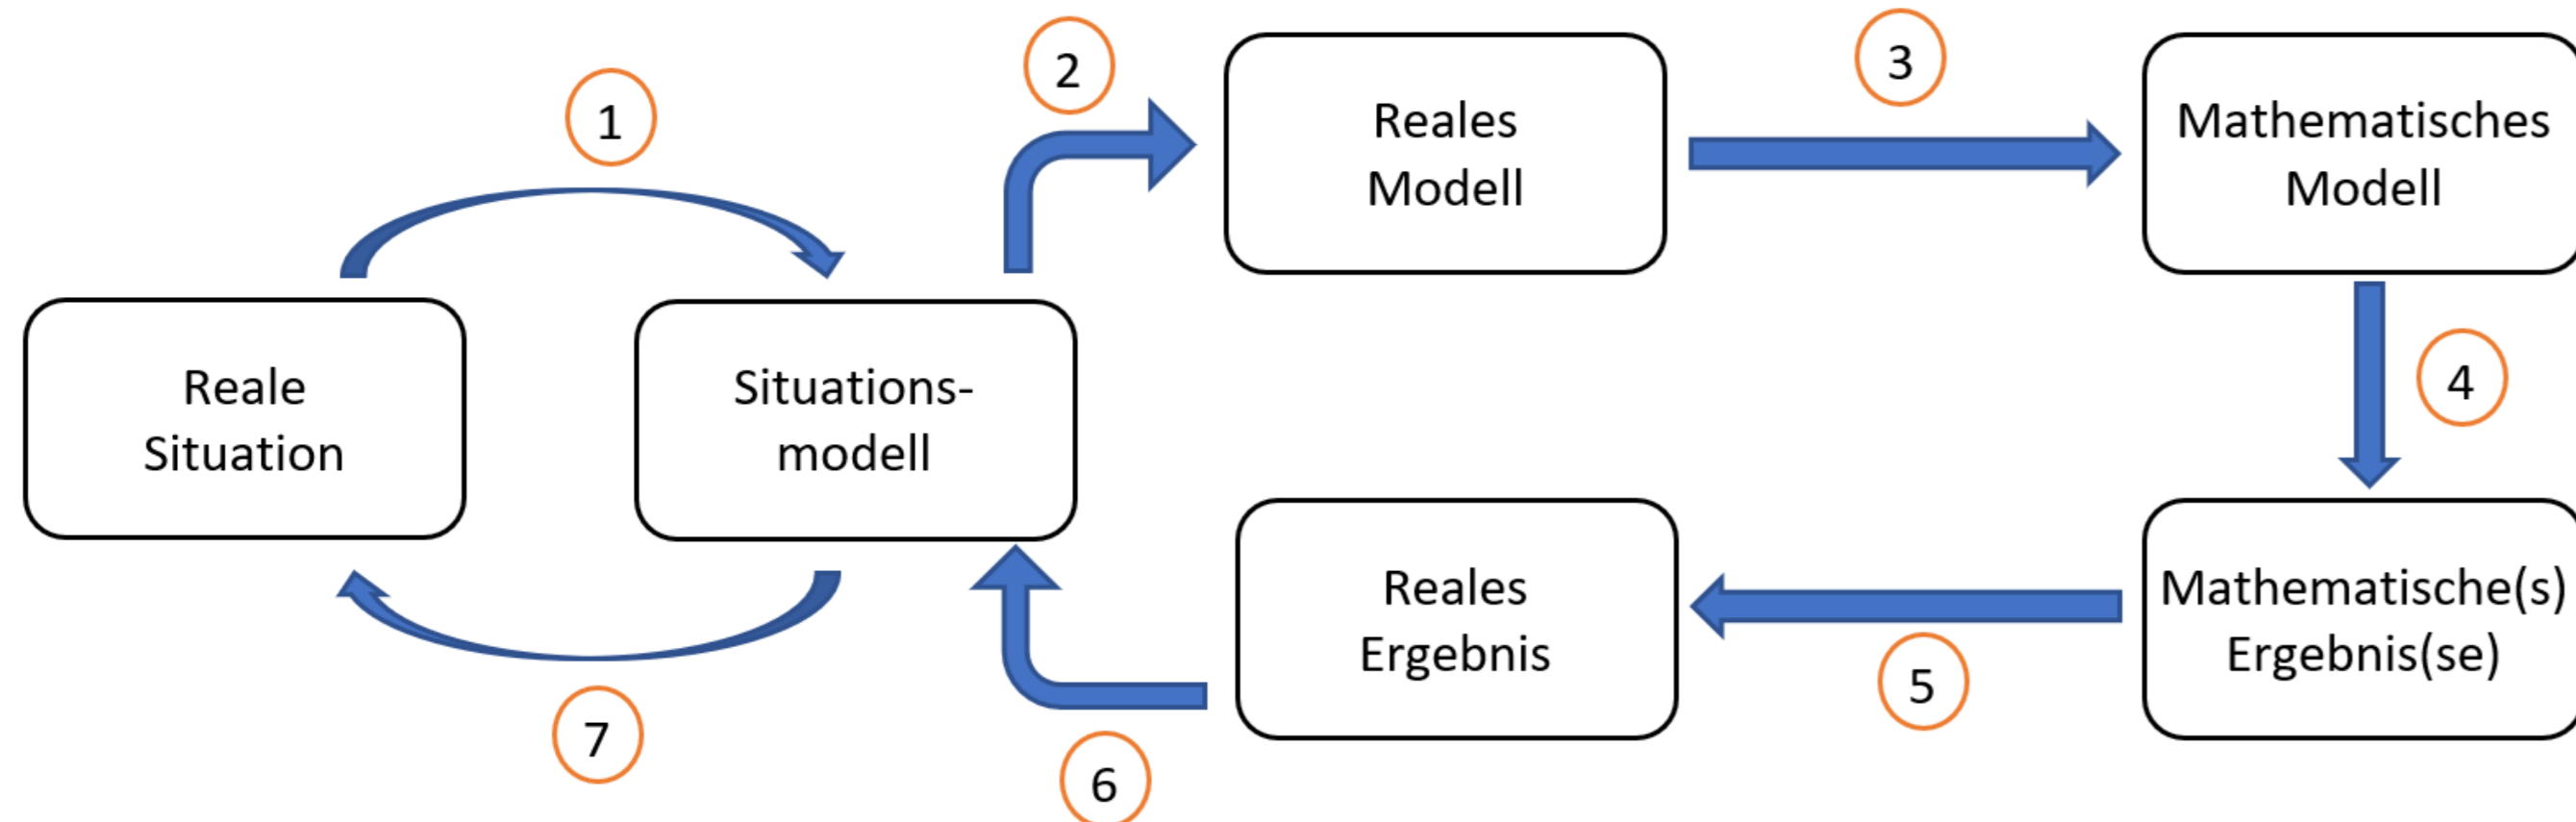 1
2
3
Reales
Modell
Mathematisches
Modell
Reale
Situation
Situations-
modell
4
Reales
Ergebnis
Mathematische(s)
Ergebnis(se)
5
6
7